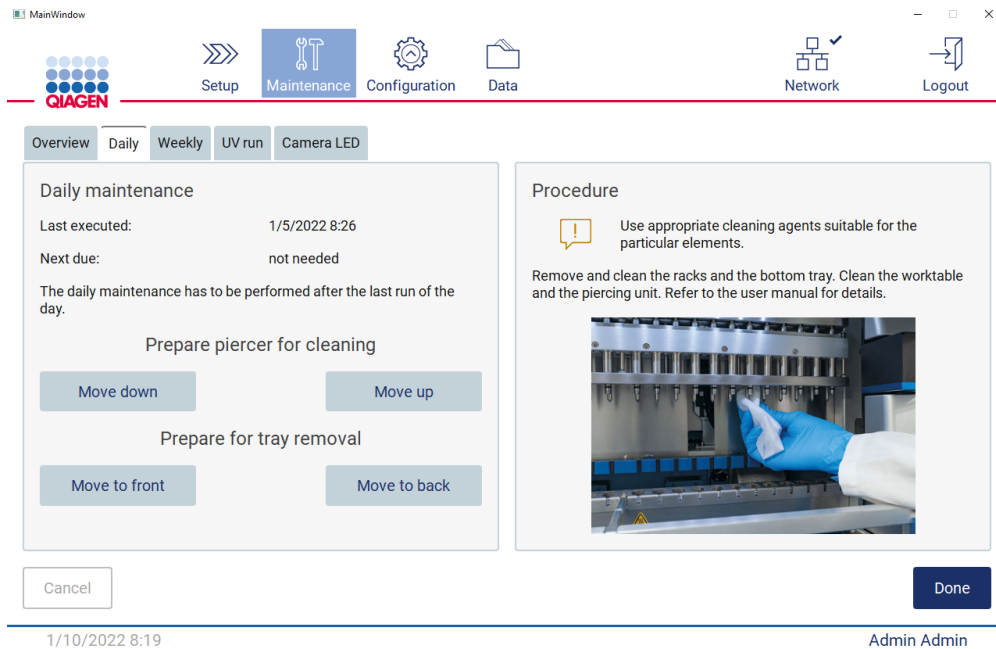 MainWindow
QIAGEN
Setup
Maintenance
Configuration
Data
Network
Logout
Overview
Daily
Weekly
UV run
Camera LED
Daily maintenance
Last executed: 1/5/2022 8:26
Next due: not needed
The daily maintenance has to be performed after the last run of the
day.
Prepare piercer for cleaning
Move down
Move up
Prepare for tray removal
Move to front
Move to back
Procedure
Use appropriate cleaning agents suitable for the
particular elements.
Remove and clean the racks and the bottom tray. Clean the worktable
and the piercing unit. Refer to the user manual for details.
Cancel
Done
1/10/2022 8:19
Admin Admin